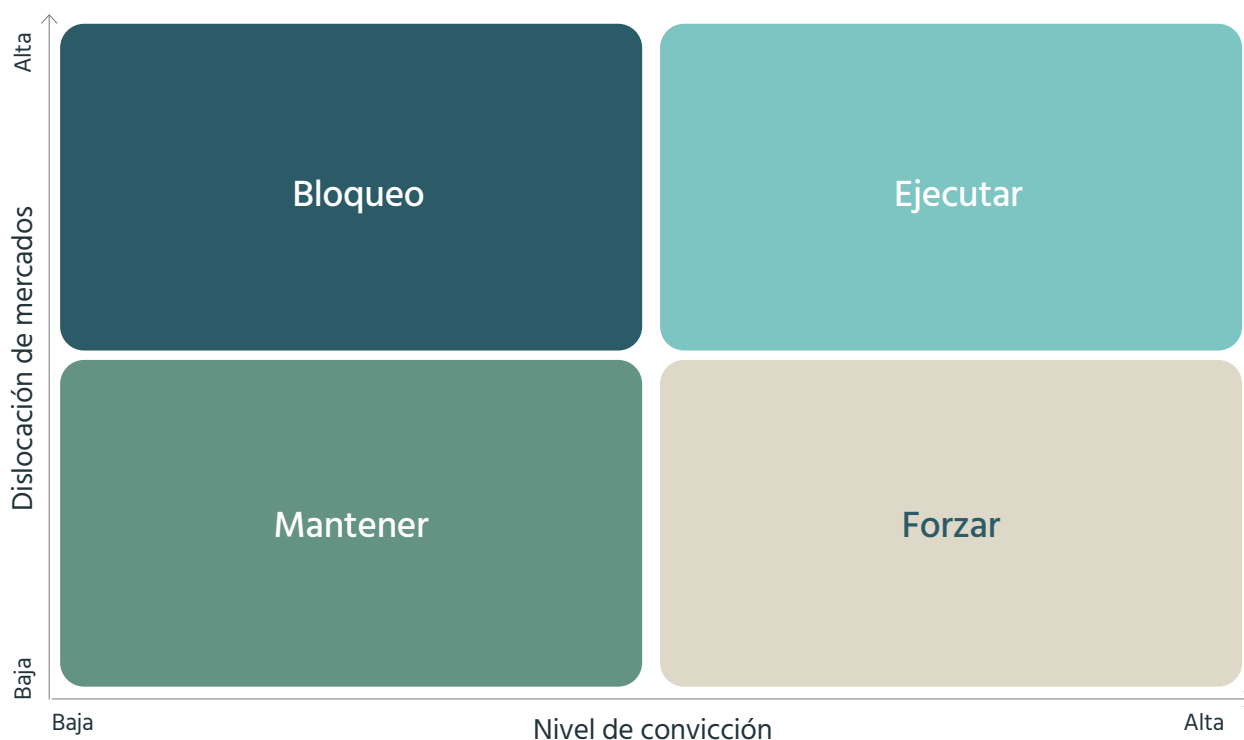 Alta
Dislocación de mercados
Baja
Bloqueo
Ejecutar
Mantener
Forzar
Baja
Nivel de convicción
Alta